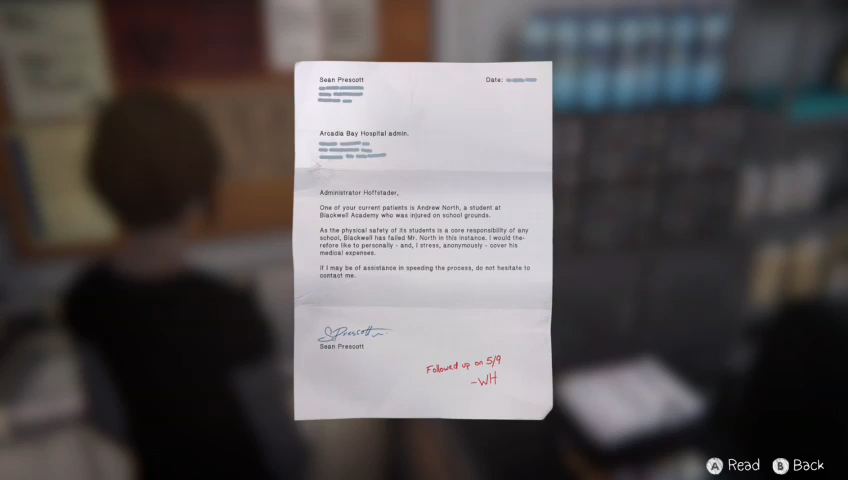 Sean Prescott
Date:
Arcadia Bay Hospital admin.
Administrator Hoffstader,
One of your current patients is Andrew North, a student at
Blackwell Academy who was injured on school grounds.
As the physical safety of its students is a core responsibility of any
school, Blackwell has failed Mr. North in this instance. I would the-
refore like to personally - and, I stress, anonymously - cover his
medical expenses.
If I may be of assistance in speeding the process, do not hesitate to
contact me.
SPrescott
Sean Prescott
Followed up on 5/9
-WH
A Read B Back